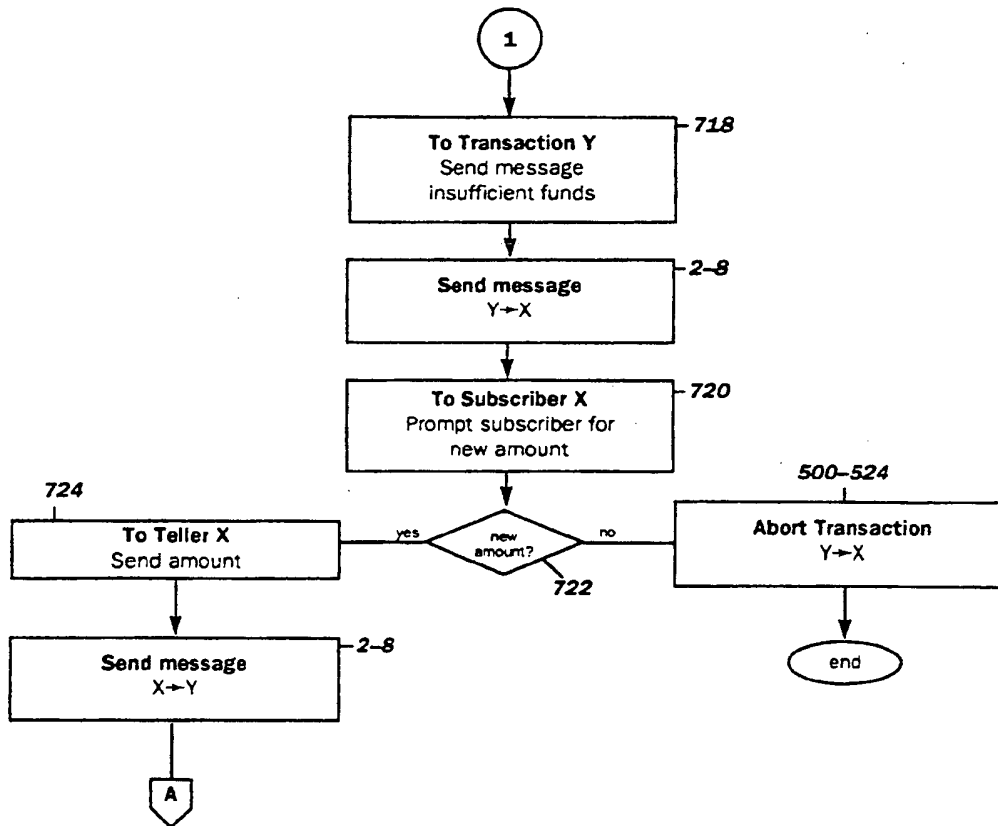 1
718
To Transaction Y
Send message
insufficient funds
2-8
Send message
Y→X
720
To Subscriber X
Prompt subscriber for
new amount
724
To Teller X
Send amount
yes
new
amount?
no
722
500-524
Abort Transaction
Y→X
end
2-8
Send message
X→Y
A